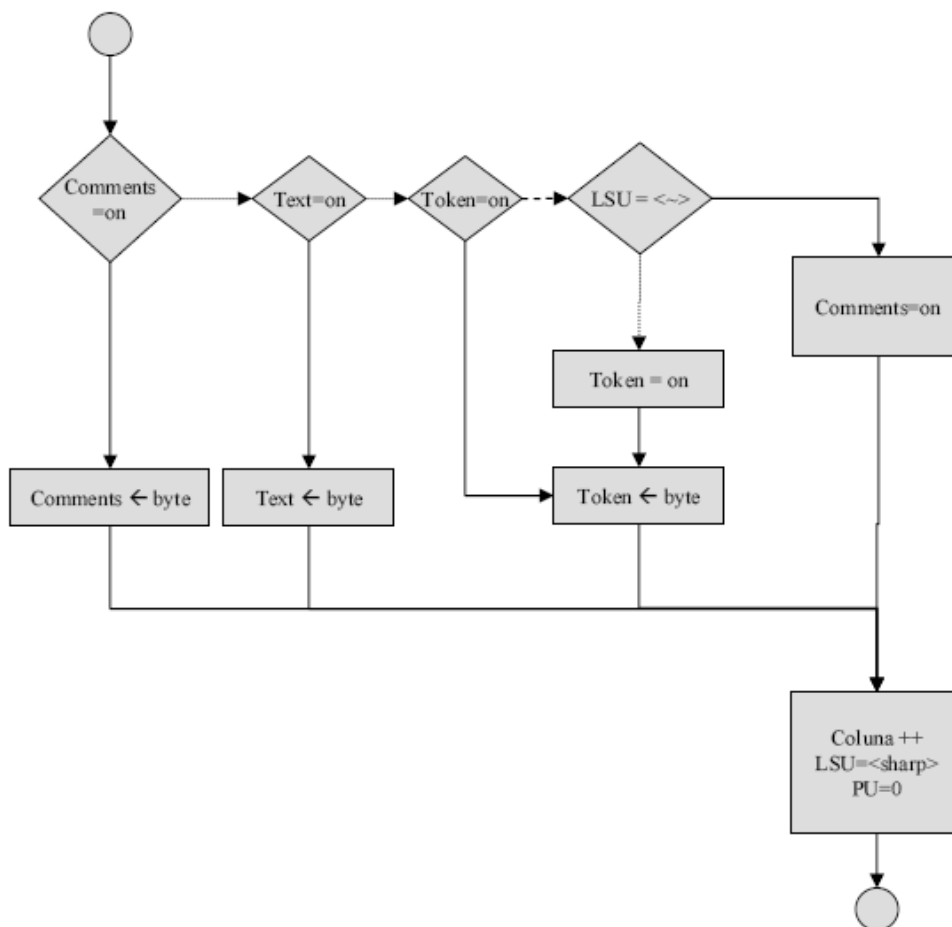 Comments
=on
Text=on
Token=on
LSU = <~>
Comments=on
Token = on
Comments ← byte
Text ← byte
Token ← byte
Coluna ++
LSU=<sharp>
PU=0